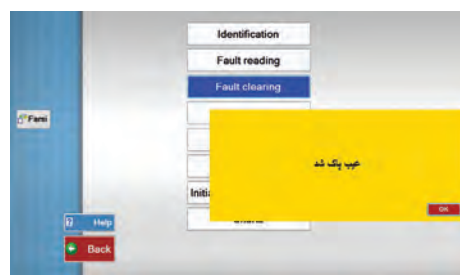 Identification
Fault reading
Fault clearing
Farsi
عیب پاک شد
OK
Help
Back